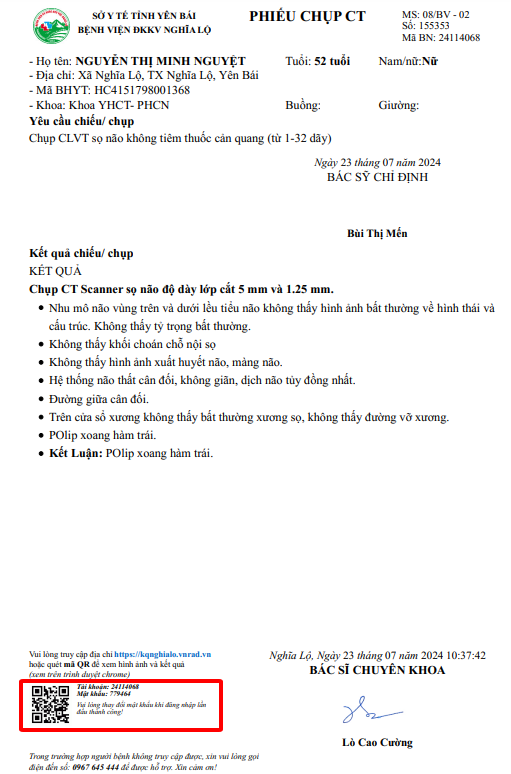 SỞ Y TẾ TỈNH YÊN BÁI
BỆNH VIỆN ĐKKV NGHĨA LỘ
PHIẾU CHỤP CT
MS: 08/BV - 02
Số: 155353
Mã BN: 24114068
- Họ tên: NGUYỄN THỊ MINH NGUYỆT Tuổi: 52 tuổi Nam/nữ:Nữ
- Địa chỉ: Xã Nghĩa Lộ, TX Nghĩa Lộ, Yên Bái
- Mã BHYT: HC4151798001368
- Khoa: Khoa YHCT- PHCN Buồng: Giường:
Yêu cầu chiếu/ chụp
Chụp CLVT sọ não không tiêm thuốc cản quang (từ 1-32 dãy)
Ngày 23 tháng 07 năm 2024
BÁC SỸ CHỈ ĐỊNH
Bùi Thị Mến
Kết quả chiếu/ chụp
KẾT QUẢ
Chụp CT Scanner sọ não độ dày lớp cắt 5 mm và 1.25 mm.
• Nhu mô não vùng trên và dưới lều tiểu não không thấy hình ảnh bất thường về hình thái và
cấu trúc. Không thấy tỷ trọng bất thường.
• Không thấy khối choán chỗ nội sọ
• Không thấy hình ảnh xuất huyết não, màng não.
• Hệ thống não thất cân đối, không giãn, dịch não tủy đồng nhất.
• Đường giữa cân đối.
• Trên cửa sổ xương không thấy bất thường xương sọ, không thấy đường vỡ xương.
• POlip xoang hàm trái.
• Kết Luận: POlip xoang hàm trái.
Vui lòng truy cập địa chỉ https://kqnghialo.vnrad.vn
hoặc quét mã QR để xem hình ảnh và kết quả
(xem trên trình duyệt chrome)
Tài khoản: 24114068
Mật khẩu: 779464
Vui lòng thay đổi mật khẩu khi đăng nhập lần
đầu thành công!
Trong trường hợp người bệnh không truy cập được, xin vui lòng gọi
điện đến số: 0967 645 444 để được hỗ trợ. Xin cảm ơn!
Nghĩa Lộ, Ngày 23 tháng 07 năm 2024 10:37:42
BÁC SĨ CHUYÊN KHOA
Lò Cao Cường